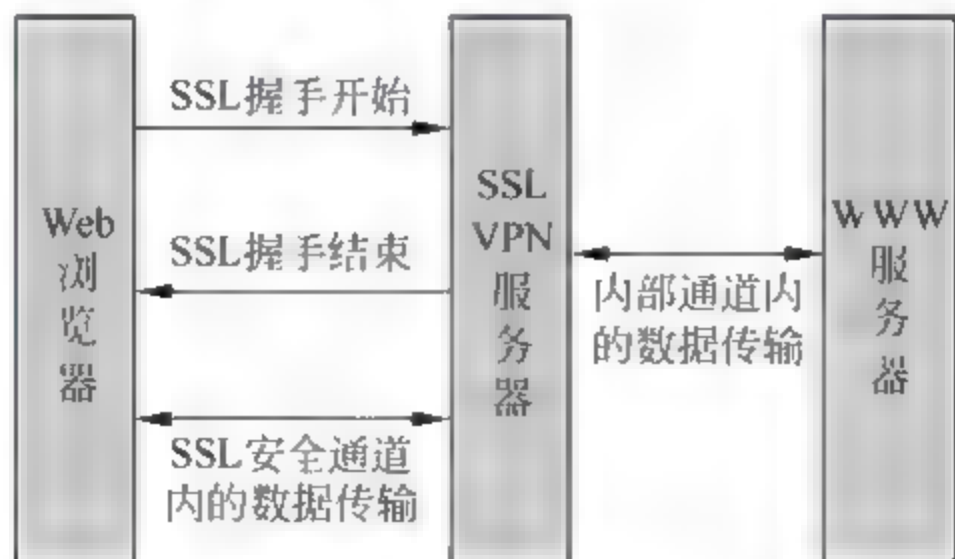 Web
浏
览
器
SSL握手开始
SSL握手结束
SSL安全通道
内的数据传输
SSL
VPN
服
务
器
内部通道内
的数据传输
WWW
服
务
器